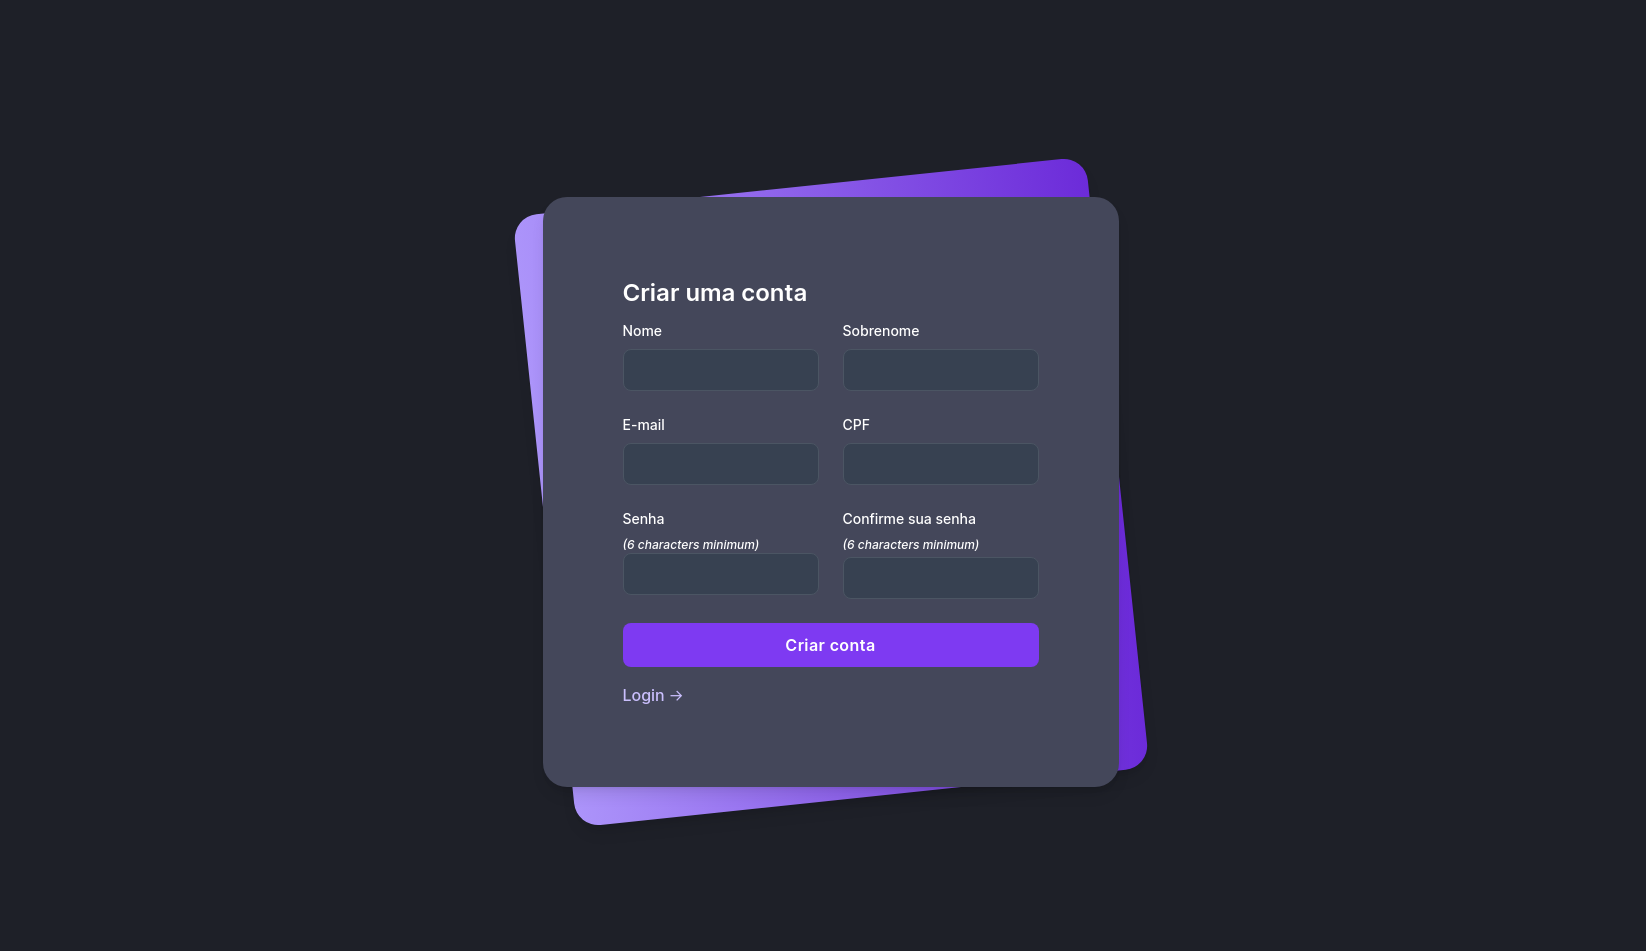 Criar uma conta
Nome Sobrenome
E-mail CPF
Senha Confirme sua senha
(6 characters minimum) (6 characters minimum)
Criar conta
Login →